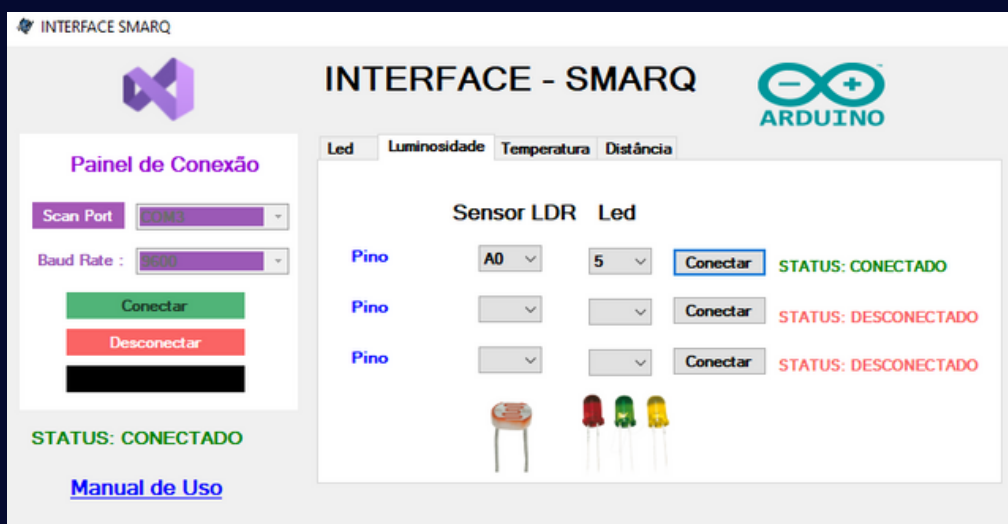 INTERFACE SMARQ
INTERFACE - SMARQ
ARDUINO
Painel de Conexão
Scan Port COM3
Baud Rate : 9600
Conectar
Desconectar
STATUS: CONECTADO
Manual de Uso
Led Luminosidade Temperatura Distância
Sensor LDR Led
Pino A0 5 Conectar STATUS: CONECTADO
Pino Conectar STATUS: DESCONECTADO
Pino Conectar STATUS: DESCONECTADO